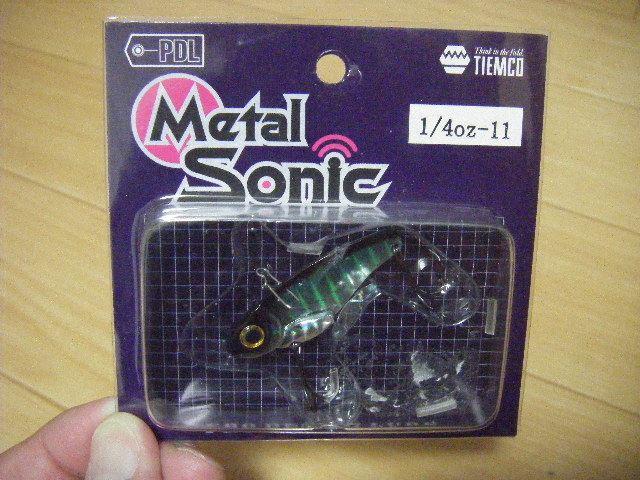 PDL
Think in the field.
TIEMCO
Metal
Sonic
1/4oz-11